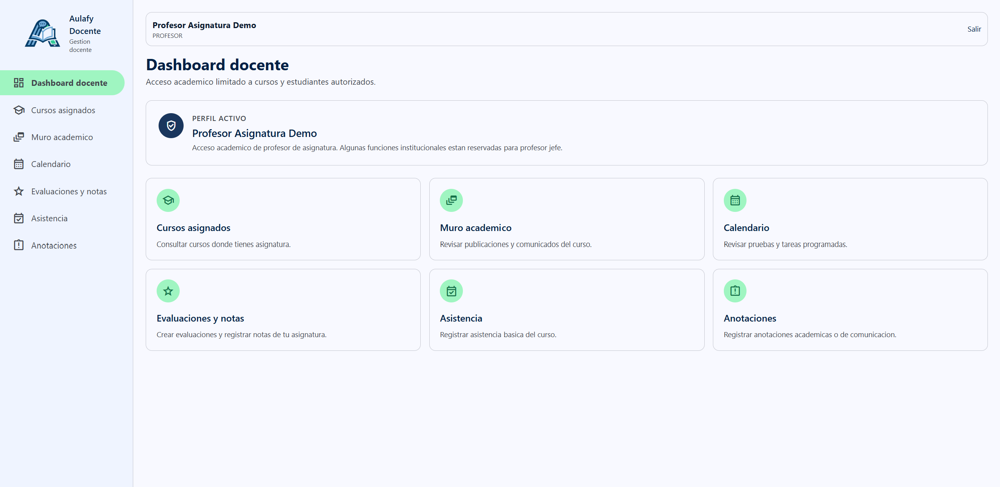 Aulafy
Docente
Gestion
docente
Dashboard docente
Cursos asignados
Muro academico
Calendario
Evaluaciones y notas
Asistencia
Anotaciones
Profesor Asignatura Demo
PROFESOR
Salir
Dashboard docente
Acceso academico limitado a cursos y estudiantes autorizados.
PERFIL ACTIVO
Profesor Asignatura Demo
Acceso academico de profesor de asignatura. Algunas funciones institucionales estan reservadas para profesor jefe.
Cursos asignados
Consultar cursos donde tienes asignatura.
Muro academico
Revisar publicaciones y comunicados del curso.
Calendario
Revisar pruebas y tareas programadas.
Evaluaciones y notas
Crear evaluaciones y registrar notas de tu asignatura.
Asistencia
Registrar asistencia basica del curso.
Anotaciones
Registrar anotaciones academicas o de comunicacion.